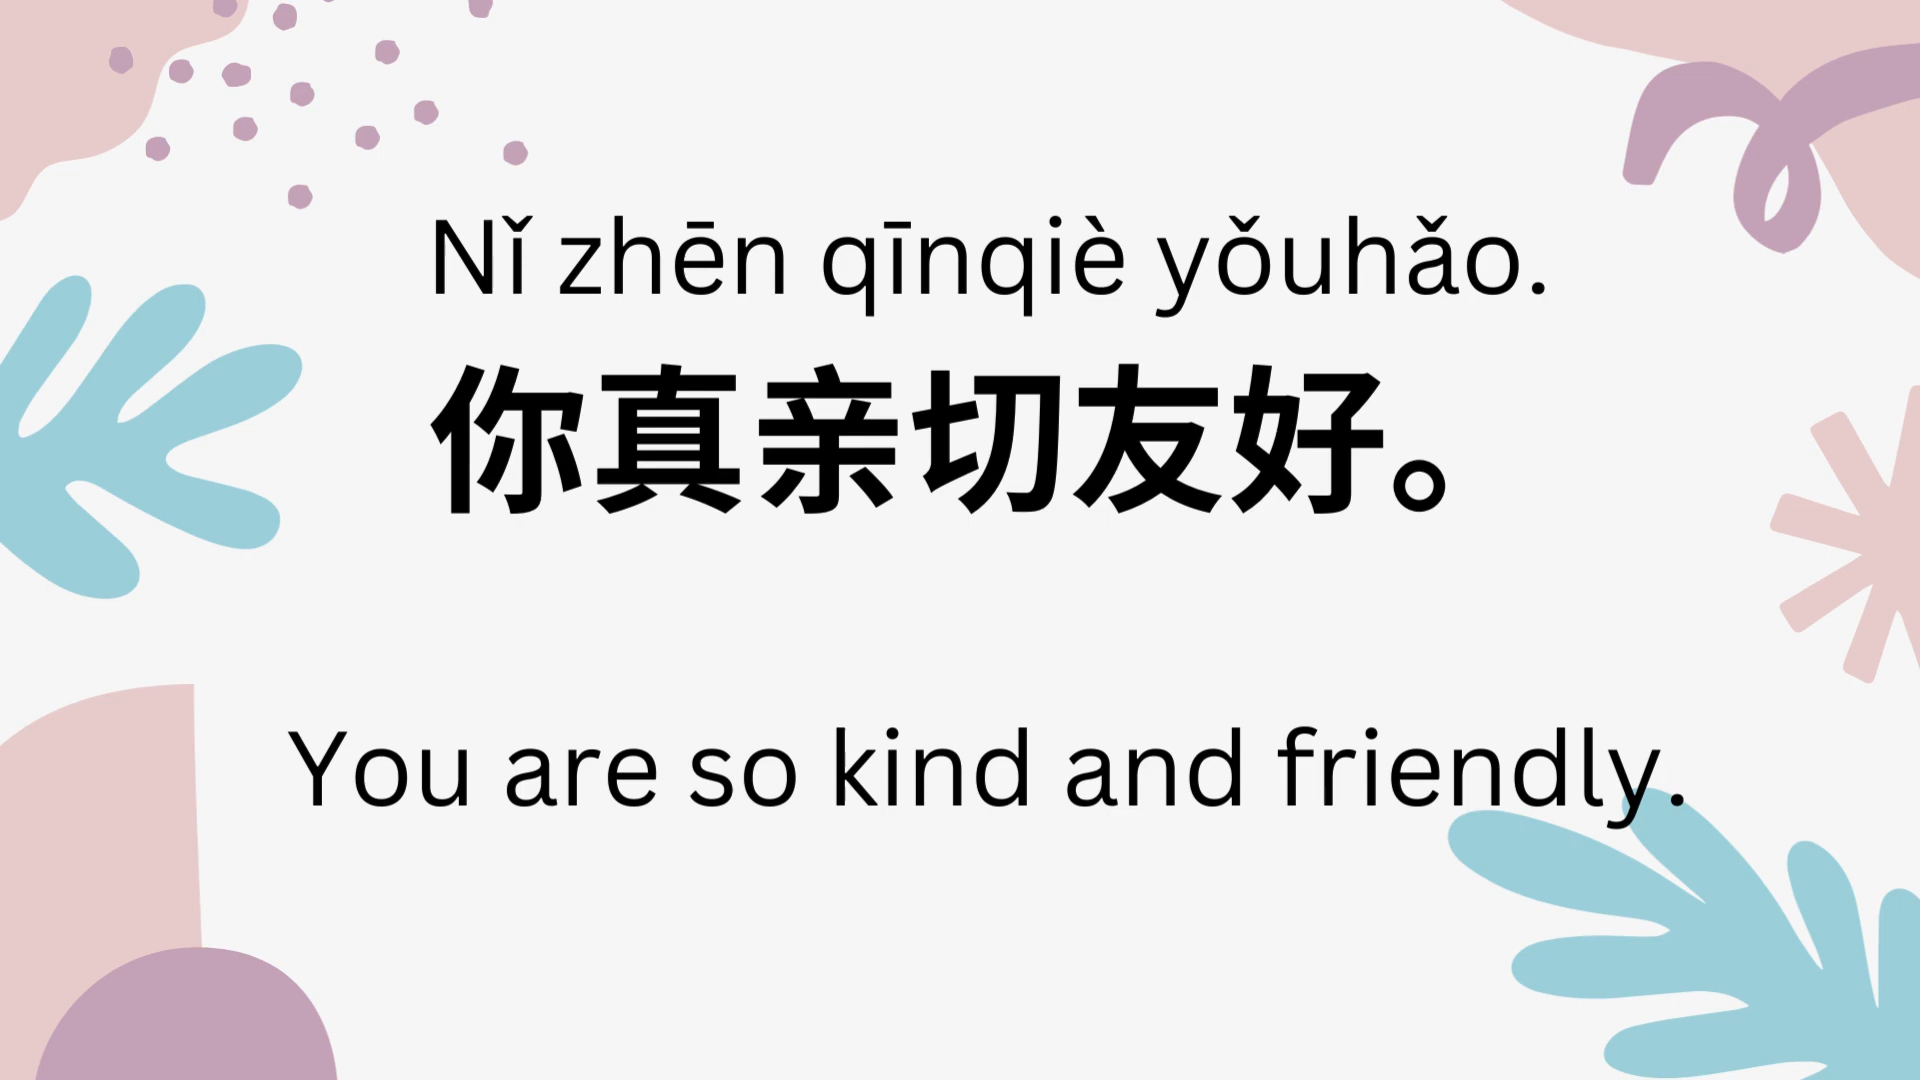 Nǐ zhēn qīnqiè yǒuhǎo.
你真亲切友好。
You are so kind and friendly.